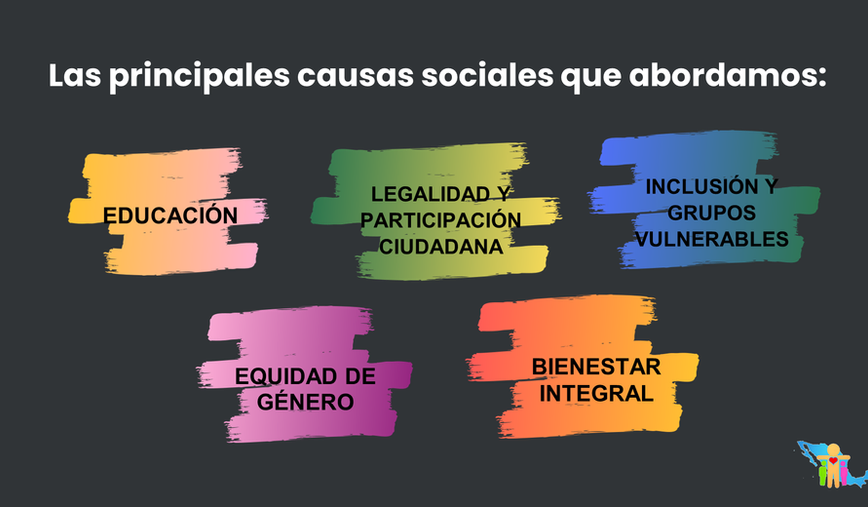 Las principales causas sociales que abordamos:
EDUCACIÓN
LEGALIDAD Y
PARTICIPACIÓN
CIUDADANA
INCLUSIÓN Y
GRUPOS
VULNERABLES
EQUIDAD DE
GÉNERO
BIENESTAR
INTEGRAL